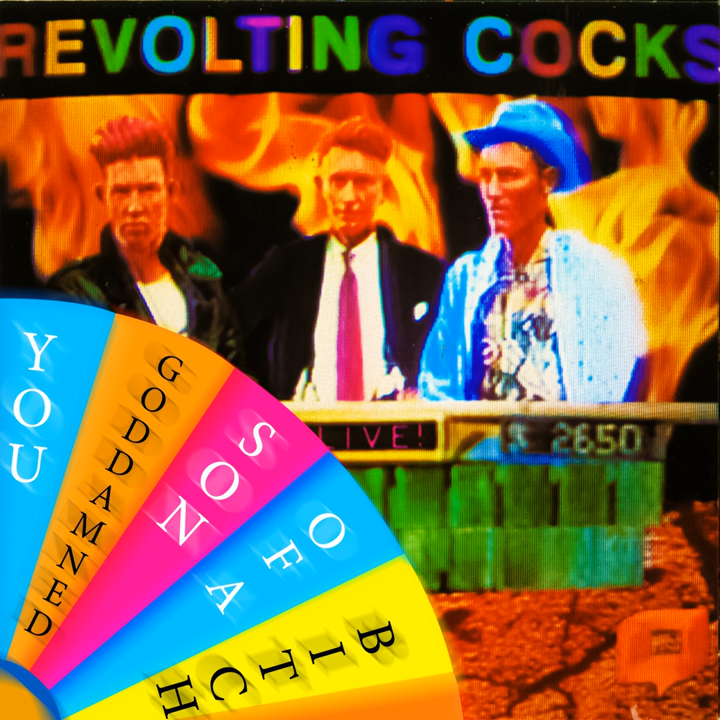 REVOLTING COCKS
LIVE!
$ 2650
YOU
GODDAMNED
SON
OF A
BITCH